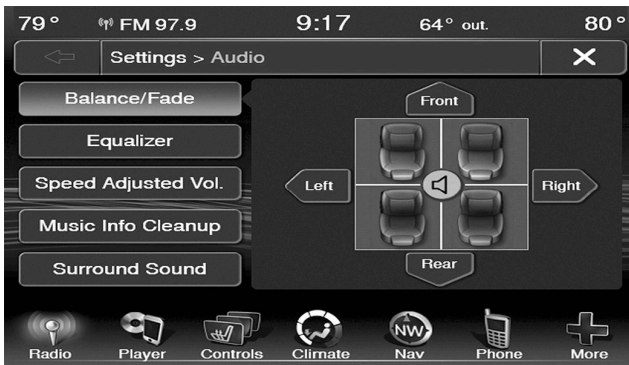 79° FM 97.9 9:17 64° out. 80°
Settings > Audio
Balance/Fade
Equalizer
Speed Adjusted Vol.
Music Info Cleanup
Surround Sound
Front
Left
Right
Rear
NW
Radio Player Controls Climate Nav Phone More